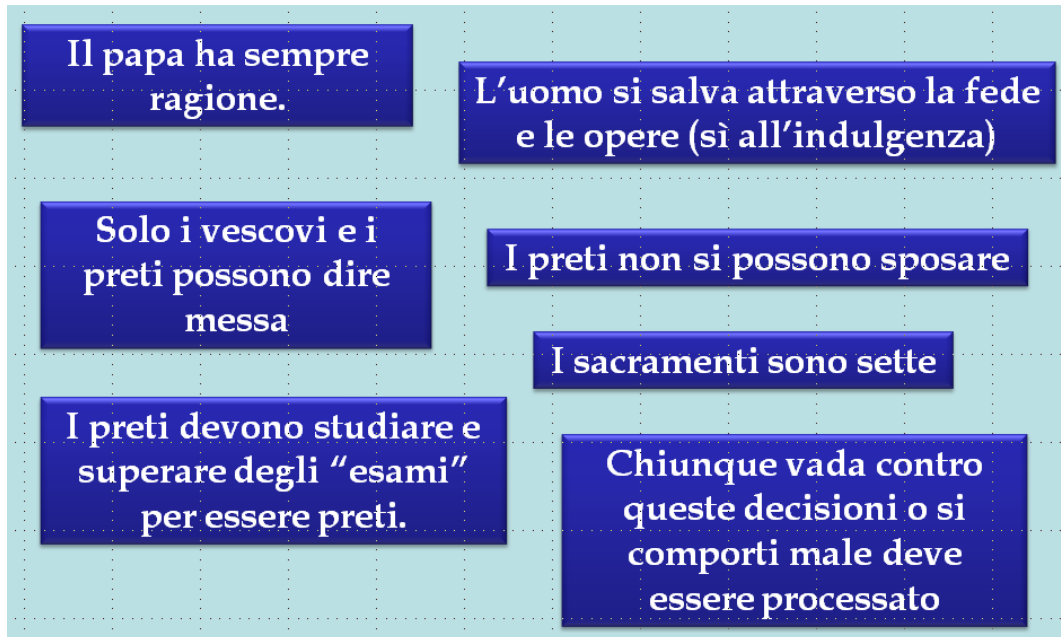 Il papa ha sempre
ragione.
L’uomo si salva attraverso la fede
e le opere (sì all’indulgenza)
Solo i vescovi e i
preti possono dire
messa
I preti non si possono sposare
I sacramenti sono sette
I preti devono studiare e
superare degli “esami”
per essere preti.
Chiunque vada contro
queste decisioni o si
comporti male deve
essere processato